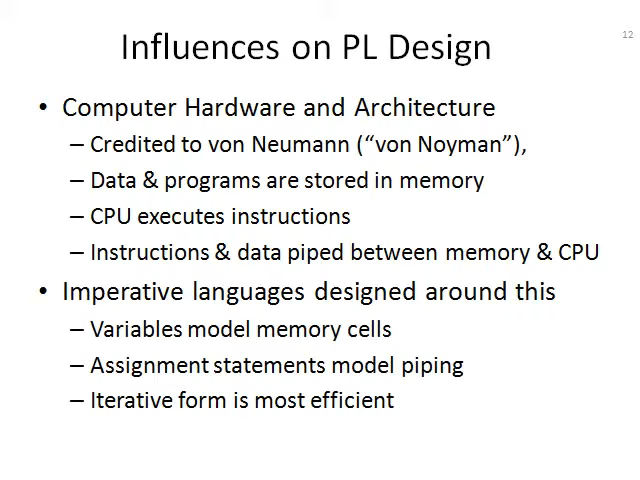 Influences on PL Design
12
• Computer Hardware and Architecture
– Credited to von Neumann (“von Noyman”),
– Data & programs are stored in memory
– CPU executes instructions
– Instructions & data piped between memory & CPU
• Imperative languages designed around this
– Variables model memory cells
– Assignment statements model piping
– Iterative form is most efficient